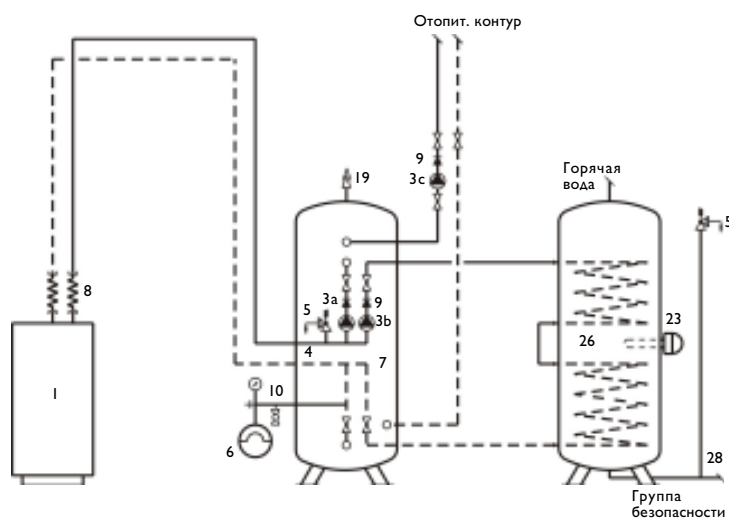 Отопит. контур
9
3c
19
Горячая
вода
5
8
3a
9
5
3b
23
4
7
26
1
10
6
28
Группа
безопасности